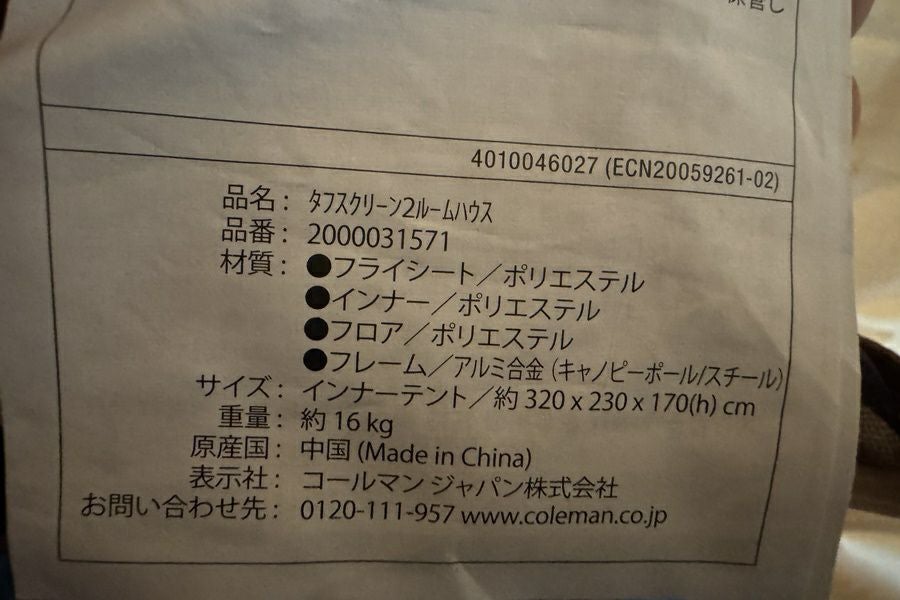 保管し
4010046027 (ECN20059261-02)
品名： タフスクリーン2ルームハウス
品番： 2000031571
材質： ●フライシート／ポリエステル
●インナー／ポリエステル
●フロア／ポリエステル
●フレーム／アルミ合金 (キャノピーポール/スチール)
サイズ： インナーテント／約 320 x 230 x 170(h) cm
重量： 約 16 kg
原産国： 中国 (Made in China)
表示社： コールマン ジャパン株式会社
お問い合わせ先： 0120-111-957 www.coleman.co.jp